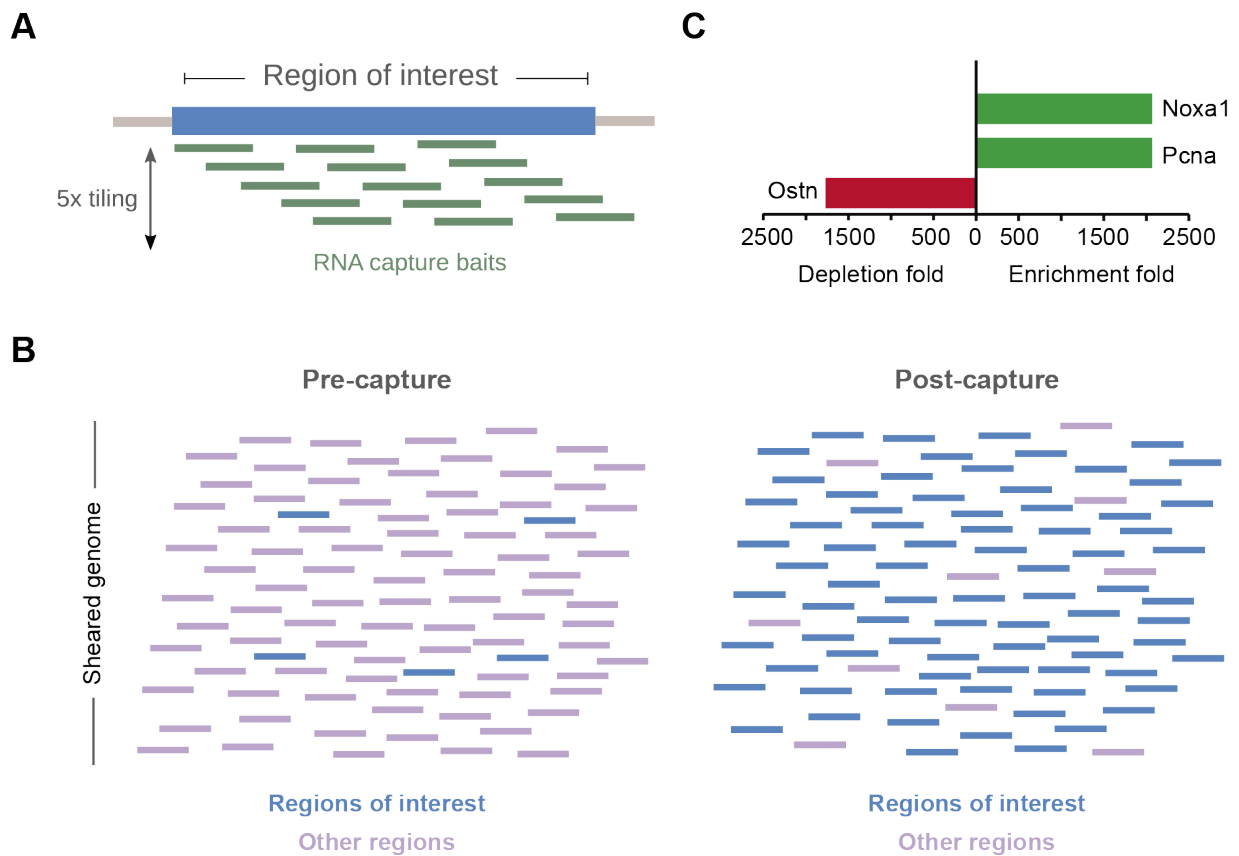 A
Region of interest
5x tiling
RNA capture baits
C
Noxa1
Pcna
Ostn
2500 1500 500 0 500 1500 2500
Depletion fold Enrichment fold
B
Pre-capture Post-capture
Sheared genome
Regions of interest Regions of interest
Other regions Other regions